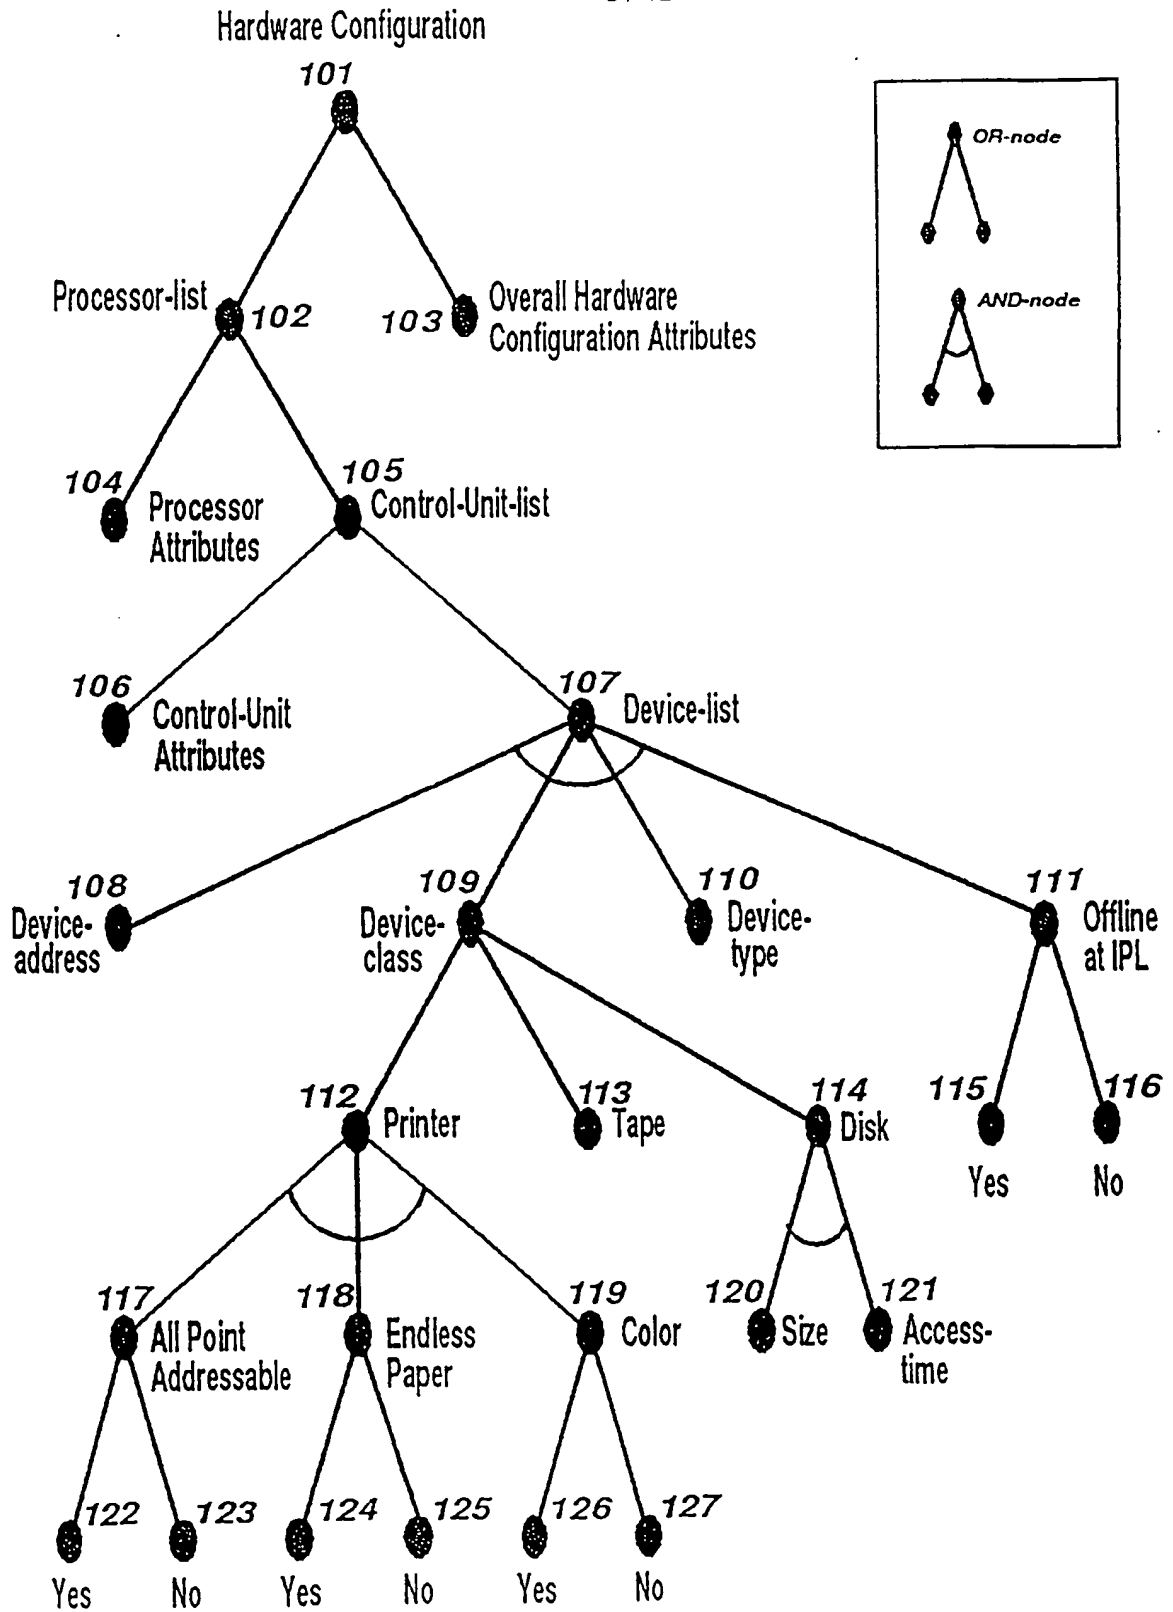 Hardware Configuration
101
OR-node
AND-node
Processor-list
102
103
Overall Hardware
Configuration Attributes
104
Processor
Attributes
105
Control-Unit-list
106
Control-Unit
Attributes
107
Device-list
108
Device-
address
109
Device-
class
110
Device-
type
111
Offline
at IPL
112
Printer
113
Tape
114
Disk
115
Yes
116
No
117
All Point
Addressable
118
Endless
Paper
119
Color
120
Size
121
Access-
time
122
Yes
123
No
124
Yes
125
No
126
Yes
127
No